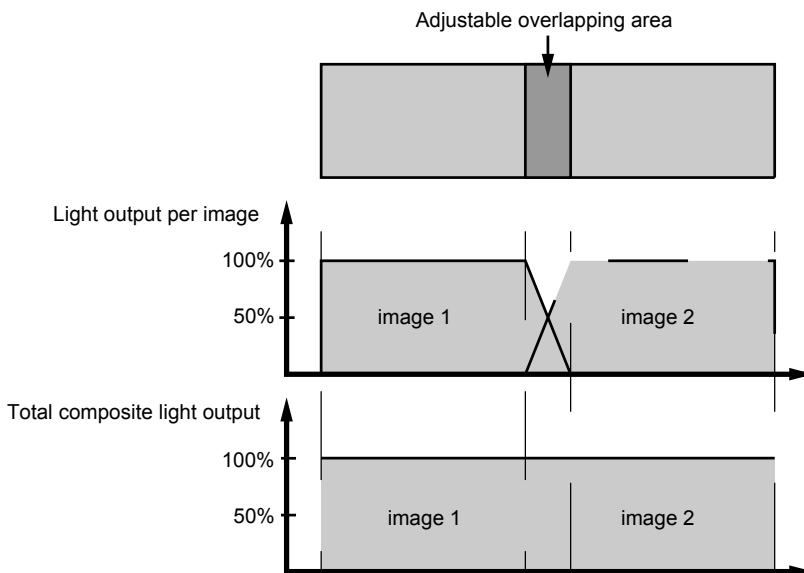 Adjustable overlapping area
Light output per image
100%
50%
image 1
image 2
Total composite light output
100%
50%
image 1
image 2